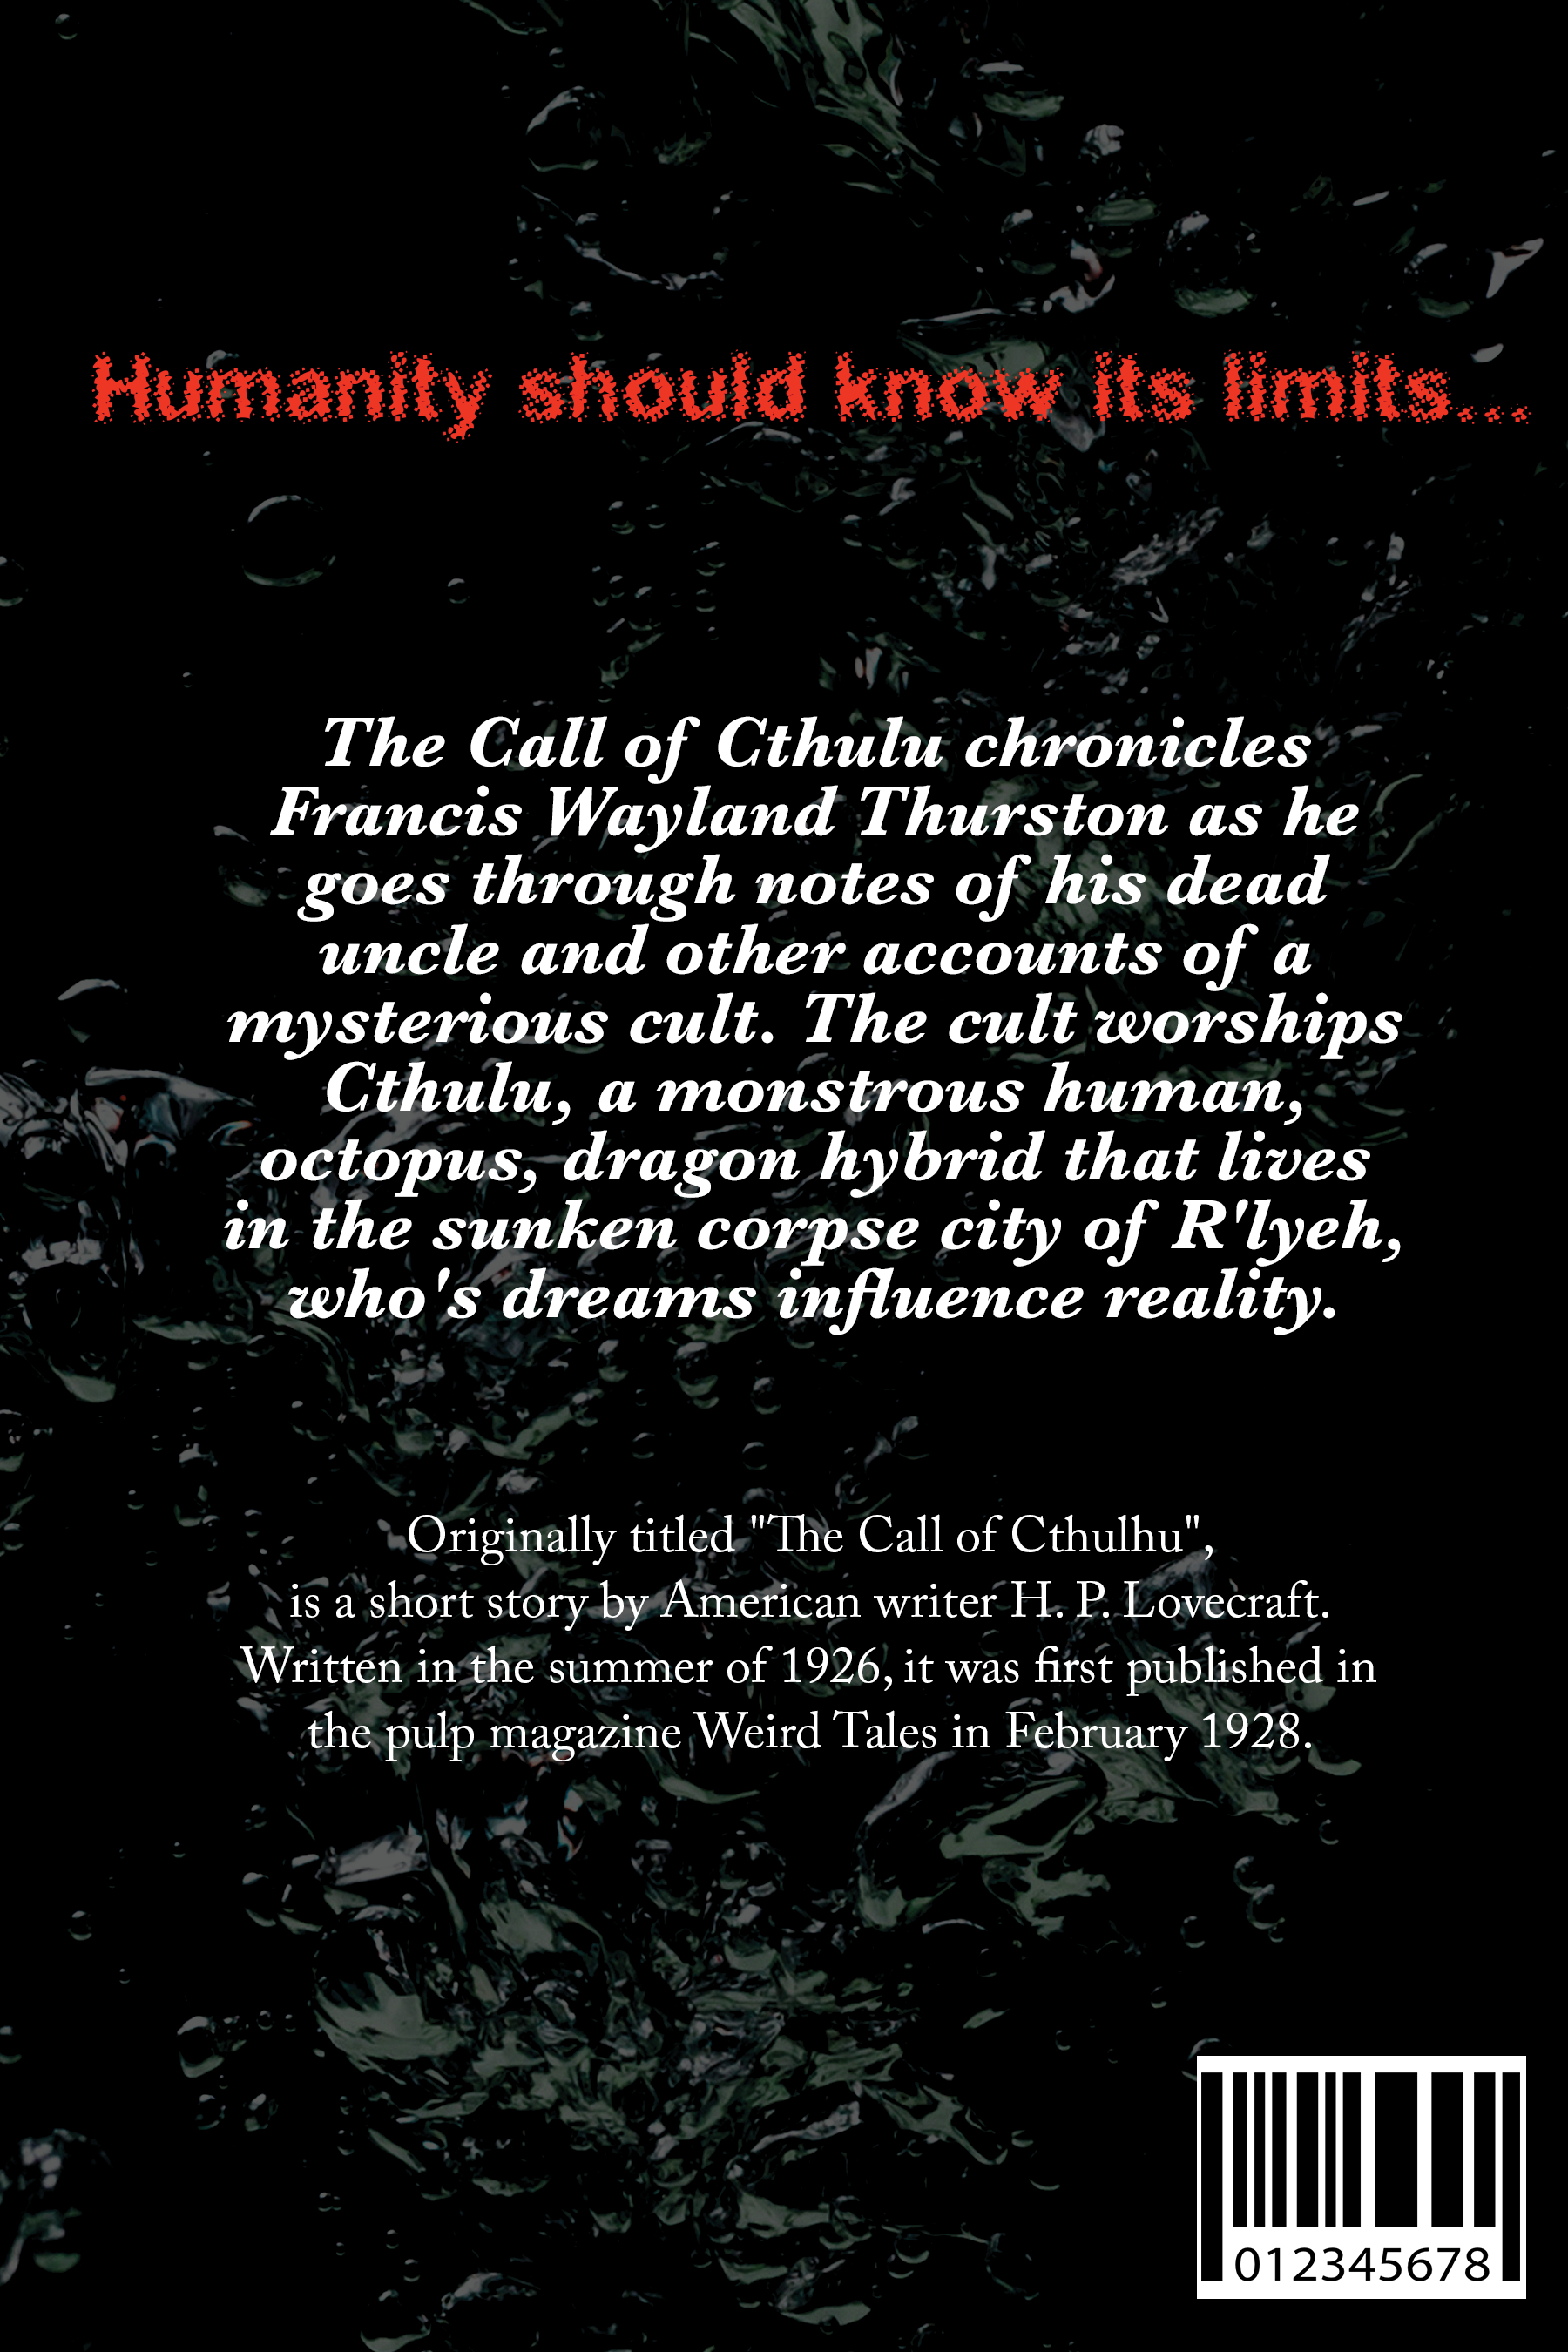 Humanity should know its limits...
The Call of Cthulu chronicles
Francis Wayland Thurston as he
goes through notes of his dead
uncle and other accounts of a
mysterious cult. The cult worships
Cthulu, a monstrous human,
octopus, dragon hybrid that lives
in the sunken corpse city of R'lyeh,
who's dreams influence reality.
Originally titled "The Call of Cthulhu",
is a short story by American writer H. P. Lovecraft.
Written in the summer of 1926, it was first published in
the pulp magazine Weird Tales in February 1928.
012345678